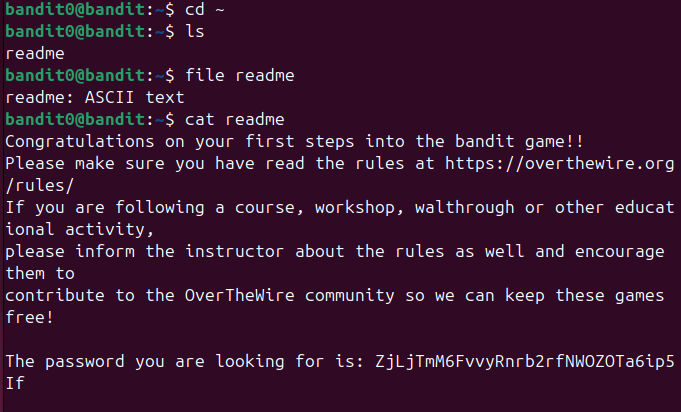 bandit0@bandit:~$ cd ~
bandit0@bandit:~$ ls
readme
bandit0@bandit:~$ file readme
readme: ASCII text
bandit0@bandit:~$ cat readme
Congratulations on your first steps into the bandit game!!
Please make sure you have read the rules at https://overthewire.org
/rules/
If you are following a course, workshop, walthrough or other educat
ional activity,
please inform the instructor about the rules as well and encourage
them to
contribute to the OverTheWire community so we can keep these games
free!
The password you are looking for is: ZjLjTmM6FvvyRnrb2rfNWOZOTa6ip5
If